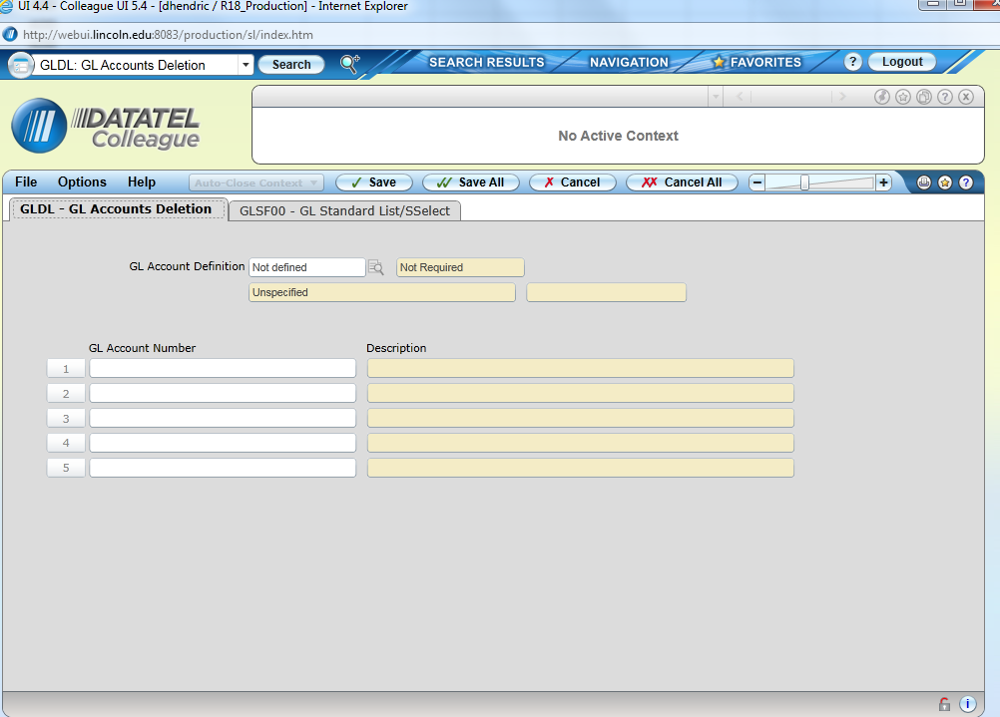 UI 4.4 - Colleague UI 5.4 - [dhendric / R18_Production] - Internet Explorer
http://webui.lincoln.edu:8083/production/sl/index.htm
GLDL: GL Accounts Deletion Search SEARCH RESULTS NAVIGATION FAVORITES ? Logout
DATATEL
Colleague
No Active Context
File Options Help Auto-Close Context Save Save All Cancel Cancel All
GLDL - GL Accounts Deletion GLSF00 - GL Standard List/SSelect
GL Account Definition Not defined Not Required
Unspecified
GL Account Number Description
1
2
3
4
5